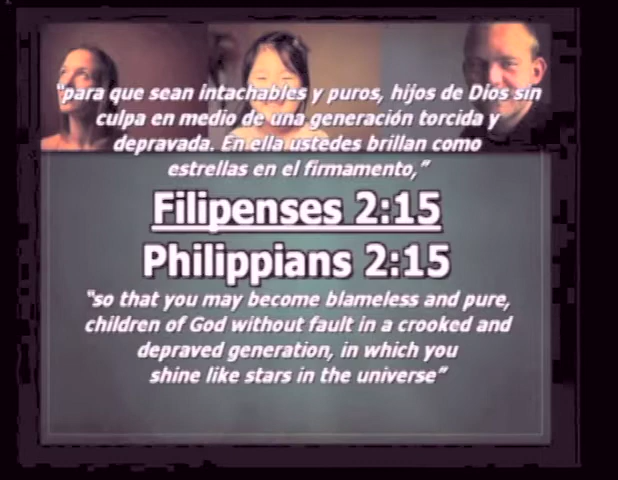 “para que sean intachables y puros, hijos de Dios sin
culpa en medio de una generación torcida y
depravada. En ella ustedes brillan como
estrellas en el firmamento,”
Filipenses 2:15
Philippians 2:15
“so that you may become blameless and pure,
children of God without fault in a crooked and
depraved generation, in which you
shine like stars in the universe”